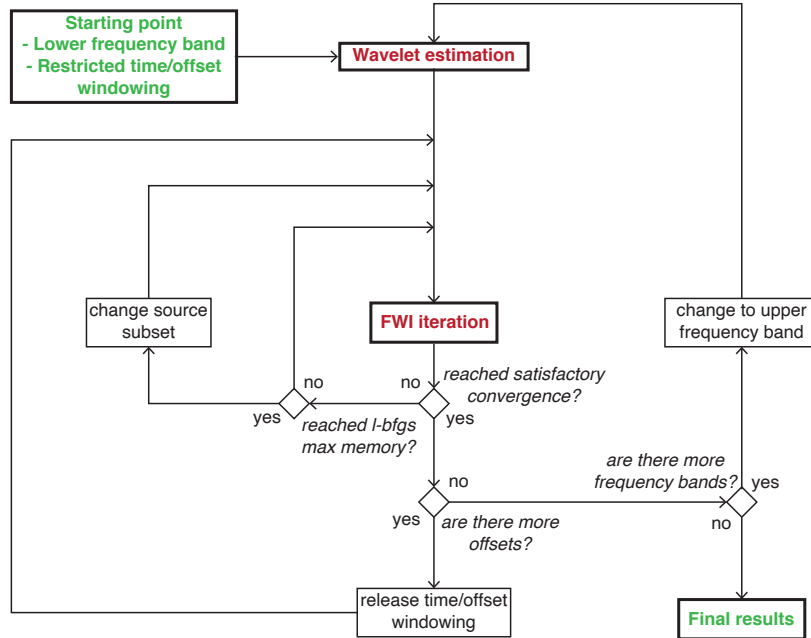 Starting point
- Lower frequency band
- Restricted time/offset
windowing
Wavelet estimation
change source
subset
FWI iteration
change to upper
frequency band
no
no
reached satisfactory
convergence?
yes
reached l-bfgs
max memory?
yes
no
are there more
frequency bands?
yes
yes
are there more
offsets?
no
release time/offset
windowing
Final results